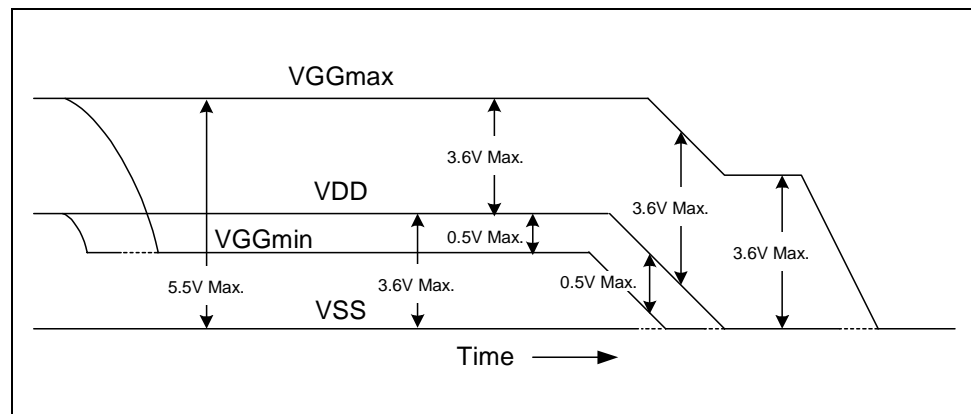 VGGmax
3.6V Max.
VDD
3.6V Max.
VGGmin
0.5V Max.
3.6V Max.
5.5V Max.
3.6V Max.
0.5V Max.
VSS
Time